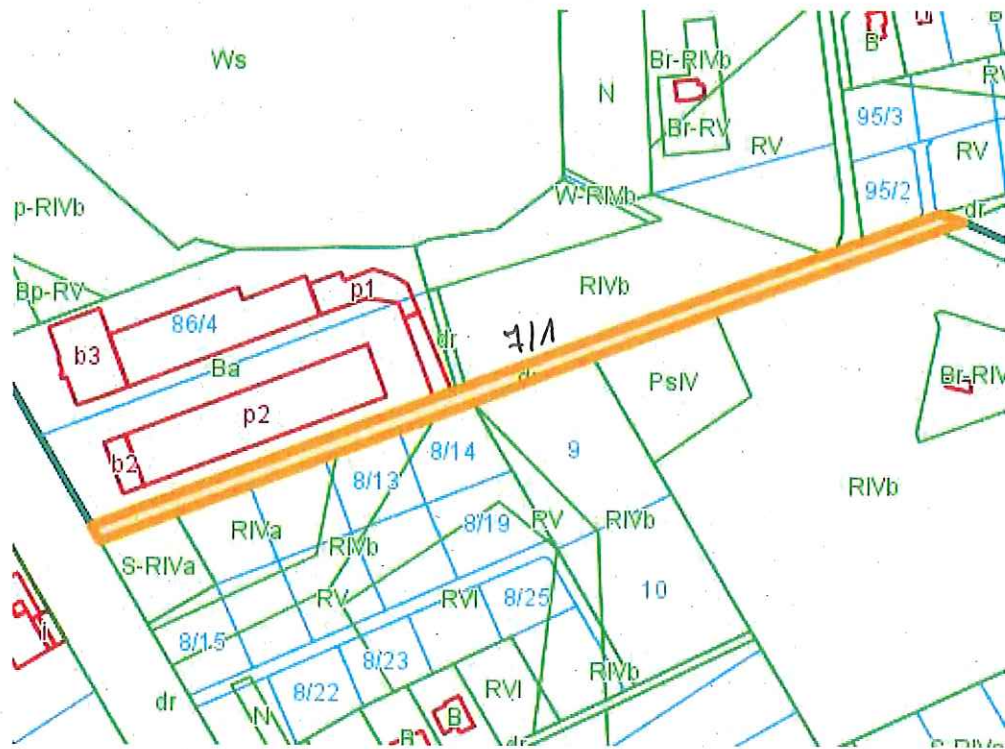 Ws
B
Br-RIVb
N
RV
95/3
Br-RV
RV
RV
95/2
W-RIVb
p-RIVb
dr
Bp-RV
p1
RIVb
86/4
7/1
b3
dr
Ba
PsIV
Br-RIV
p2
9
8/14
b2
8/13
RIVb
8/19
RIVa
RV
RIVb
RIVb
S-RIVa
RV
RVI
8/25
10
8/15
8/23
RIVb
RVI
8/22
dr
N
B
B
dr